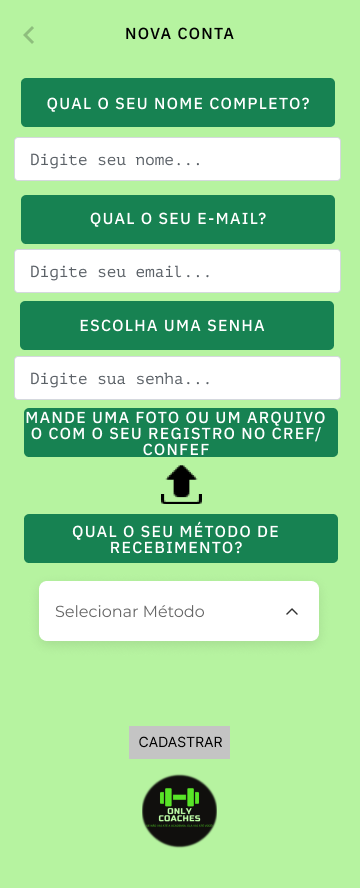 NOVA CONTA
QUAL O SEU NOME COMPLETO?
Digite seu nome...
QUAL O SEU E-MAIL?
Digite seu email...
ESCOLHA UMA SENHA
Digite sua senha...
MANDE UMA FOTO OU UM ARQUIVO
O COM O SEU REGISTRO NO CREF/
CONFEF
QUAL O SEU MÉTODO DE
RECEBIMENTO?
Selecionar Método
CADASTRAR
ONLY
COACHES